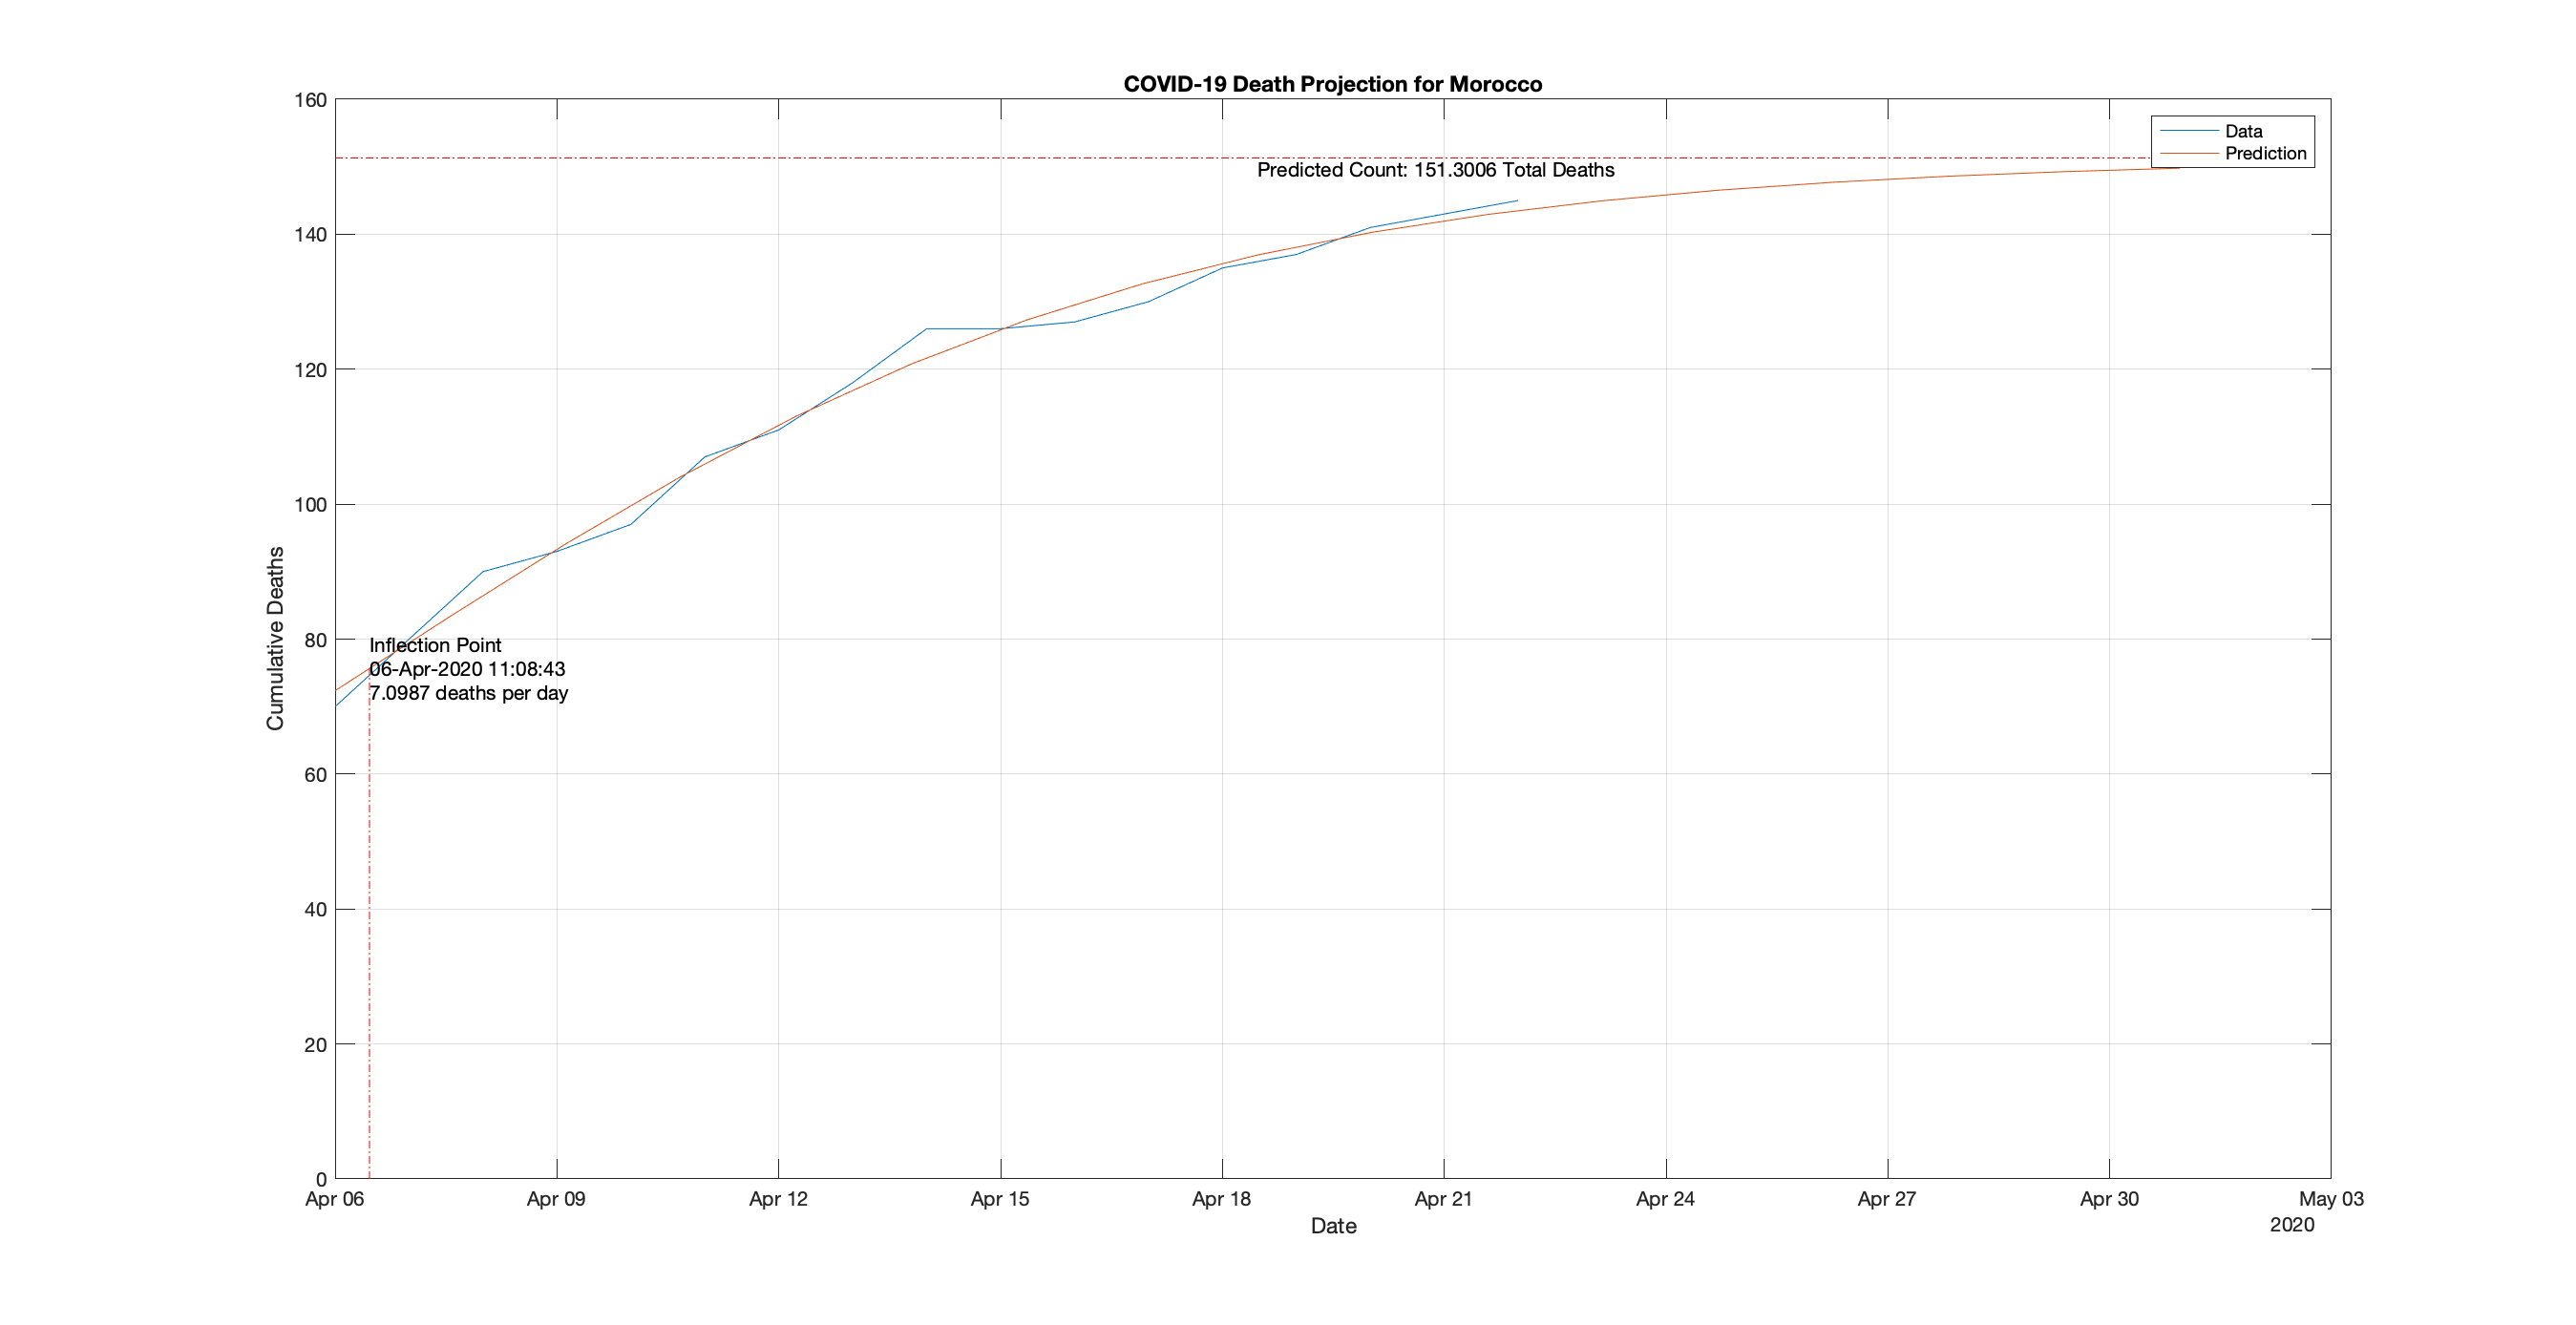 COVID-19 Death Projection for Morocco
160
140
120
100
80
60
40
20
0
Cumulative Deaths
Data
Prediction
Predicted Count: 151.3006 Total Deaths
Inflection Point
06-Apr-2020 11:08:43
7.0987 deaths per day
Apr 06 Apr 09 Apr 12 Apr 15 Apr 18 Apr 21 Apr 24 Apr 27 Apr 30 May 03
2020
Date